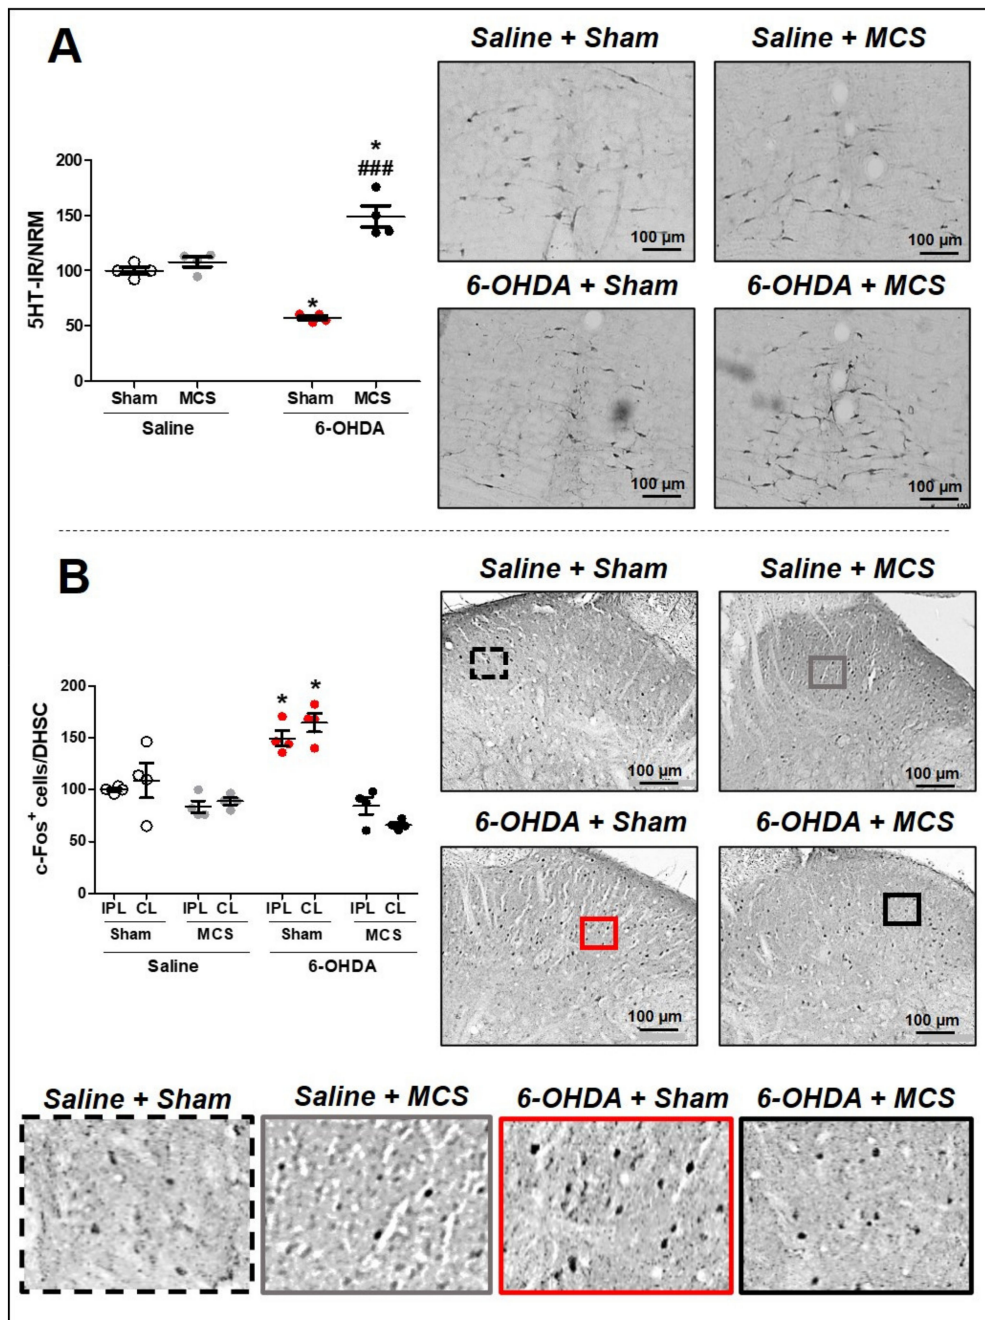 A
Saline + Sham
Saline + MCS
5HT-IR/NRM
200
150
100
50
0
*
###
*
Sham
MCS
Sham
MCS
Saline
6-OHDA
100 µm
100 µm
6-OHDA + Sham
6-OHDA + MCS
100 µm
100 µm
B
Saline + Sham
Saline + MCS
c-Fos⁺ cells/DHSC
200
150
100
50
0
*
*
IPL CL
IPL CL
IPL CL
IPL CL
Sham
MCS
Sham
MCS
Saline
6-OHDA
100 µm
100 µm
6-OHDA + Sham
6-OHDA + MCS
100 µm
100 µm
Saline + Sham
Saline + MCS
6-OHDA + Sham
6-OHDA + MCS